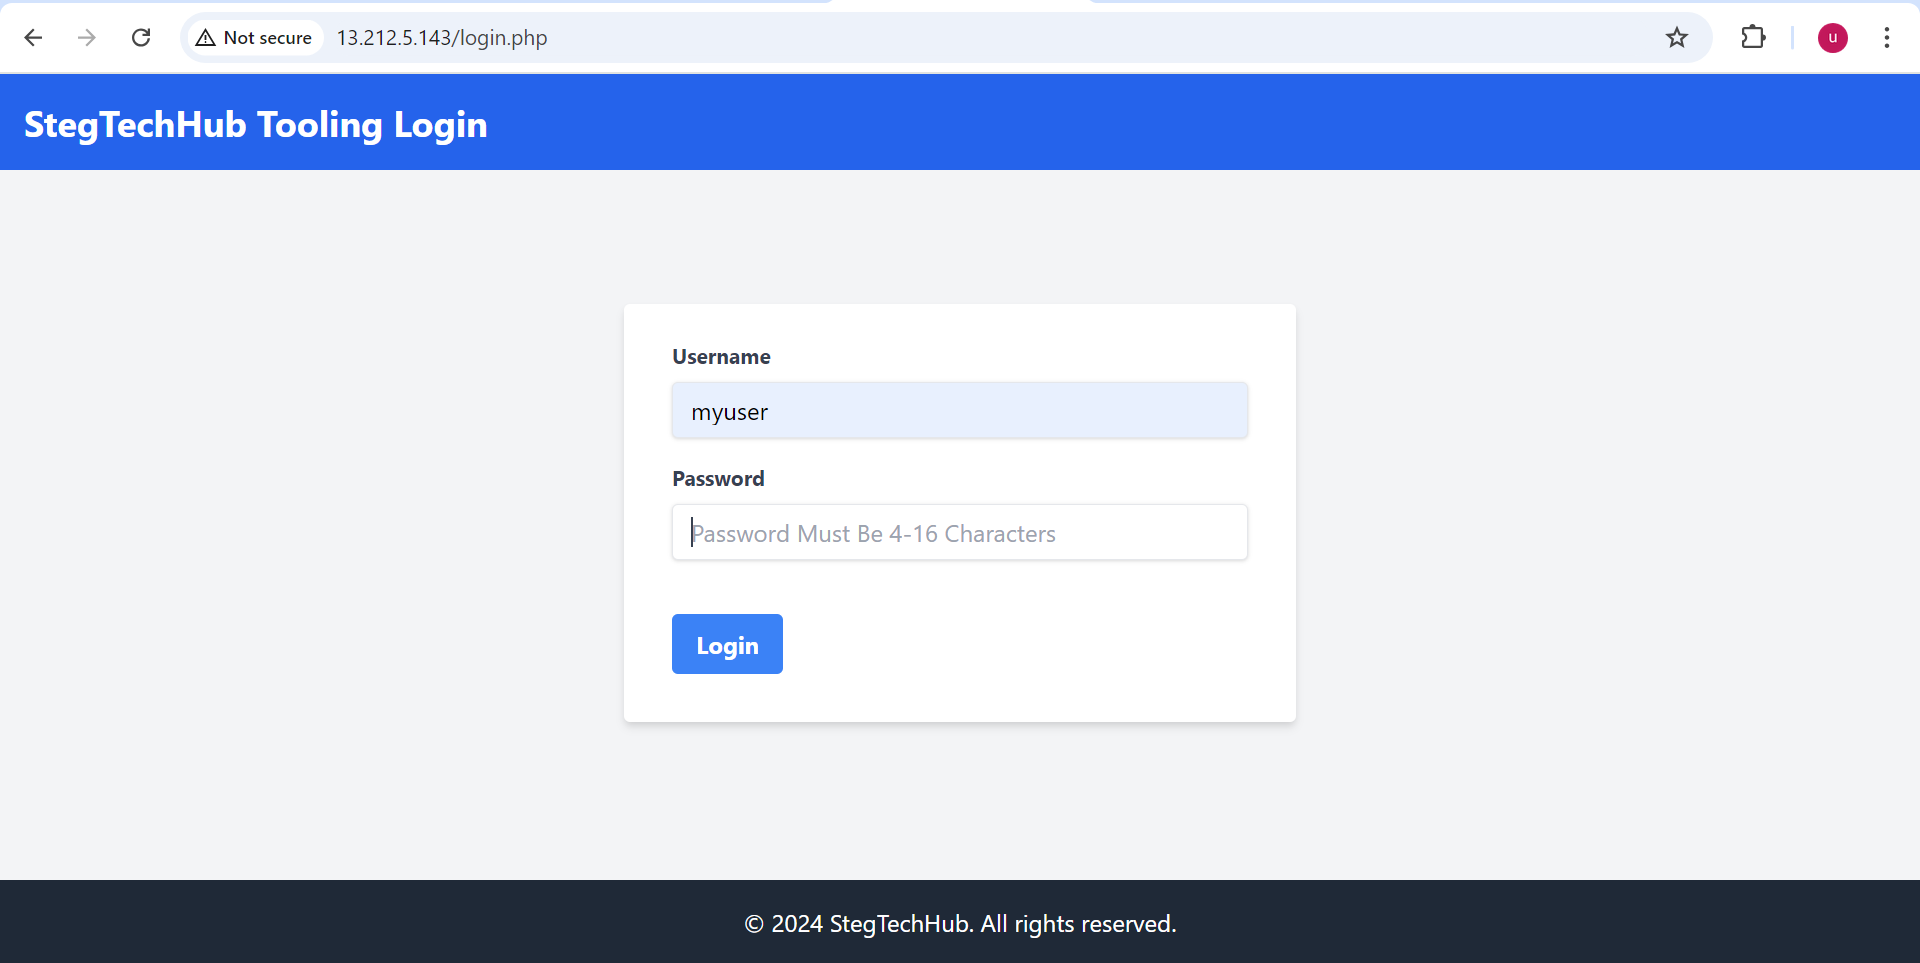 Not secure 13.212.5.143/login.php
u
StegTechHub Tooling Login
Username
myuser
Password
Password Must Be 4-16 Characters
Login
© 2024 StegTechHub. All rights reserved.